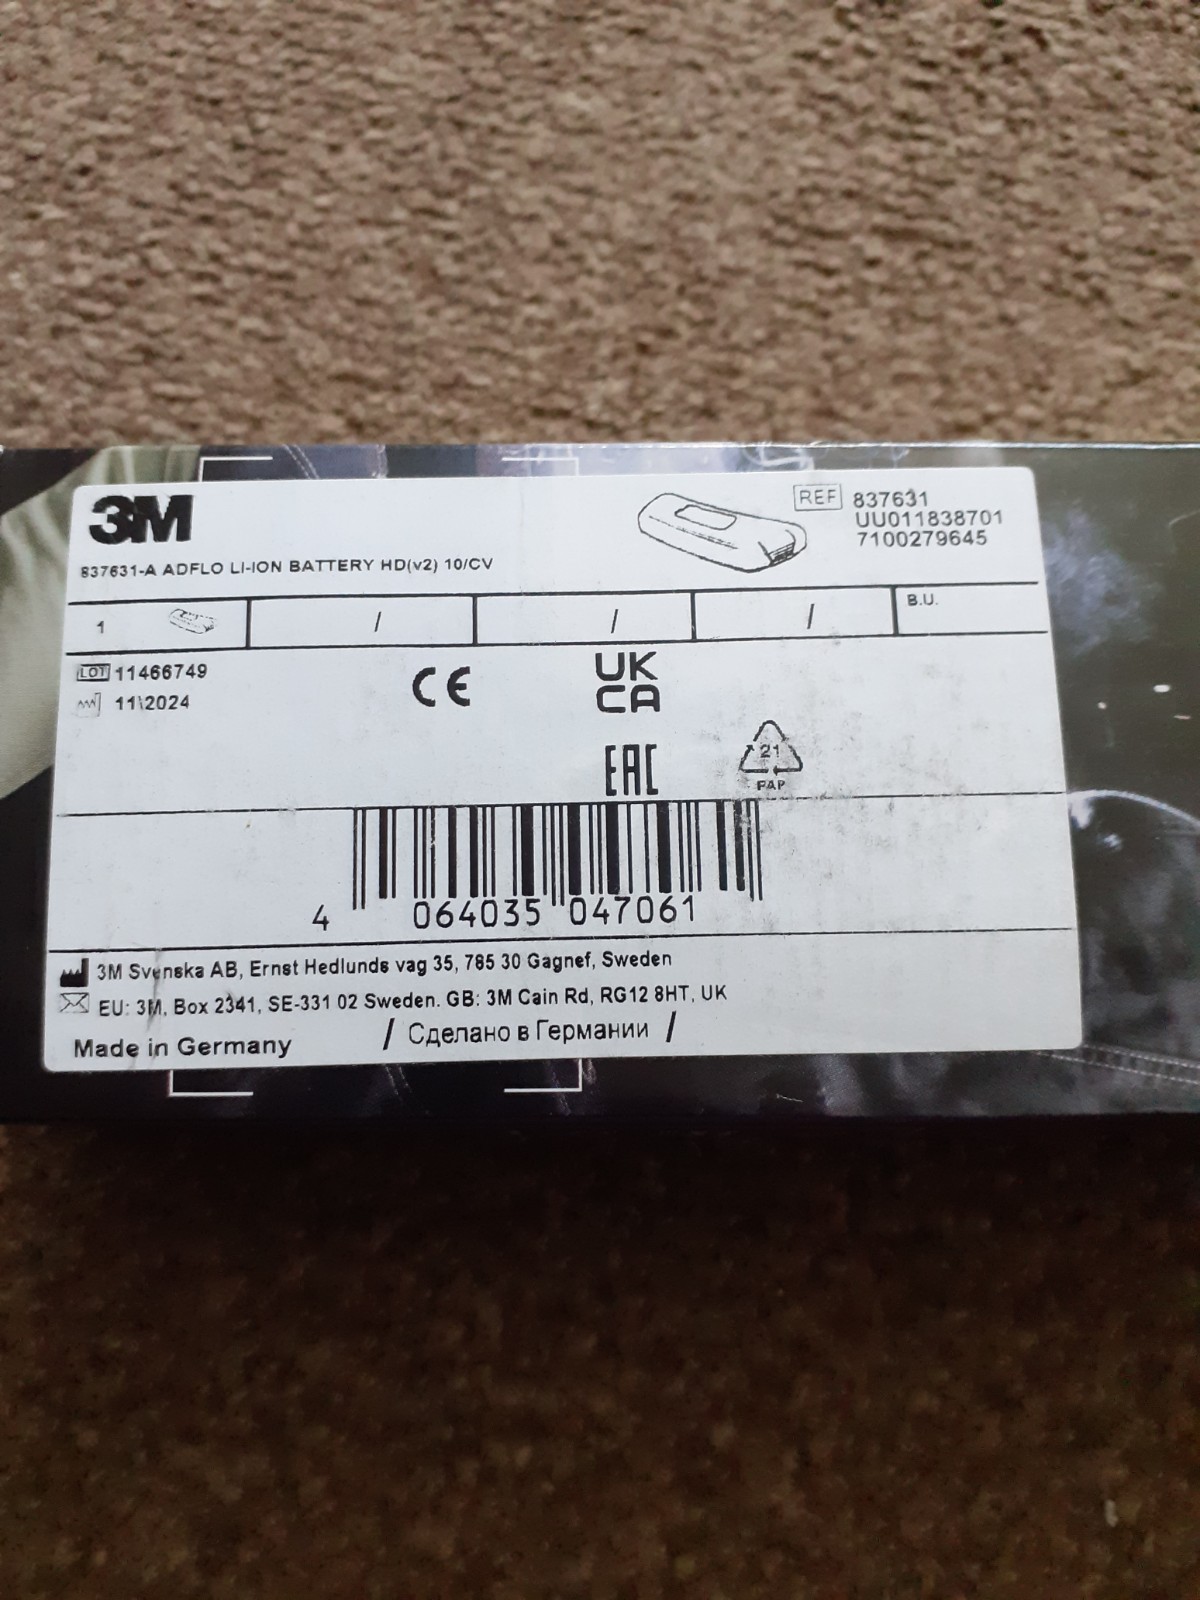 3M
837631-A ADFLO LI-ION BATTERY HD(v2) 10/CV
REF 837631
UU011838701
7100279645
1 / / / B.U.
LOT 11466749
11\2024
CE
UK
CA
EAC
21
PAP
4 064035 047061
3M Svenska AB, Ernst Hedlunds vag 35, 785 30 Gagnef, Sweden
EU: 3M, Box 2341, SE-331 02 Sweden. GB: 3M Cain Rd, RG12 8HT, UK
Made in Germany / Сделано в Германии /